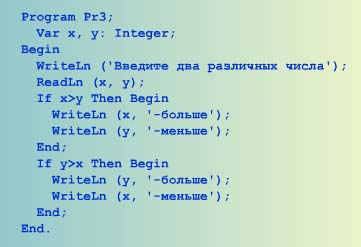 Program Pr3;
Var x, y: Integer;
Begin
WriteLn ('Введите два различных числа');
ReadLn (x, y);
If x>y Then Begin
WriteLn (x, '-больше');
WriteLn (y, '-меньше');
End;
If y>x Then Begin
WriteLn (y, '-больше');
WriteLn (x, '-меньше');
End;
End.